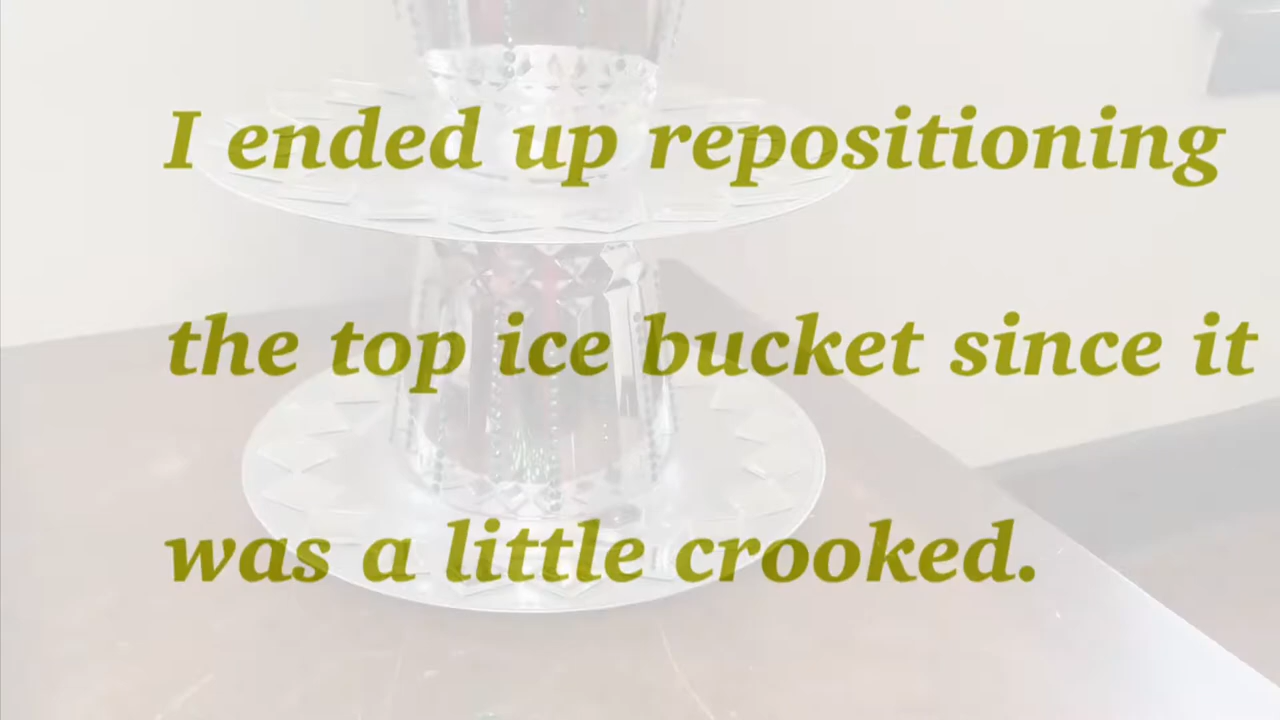 I ended up repositioning
the top ice bucket since it
was a little crooked.